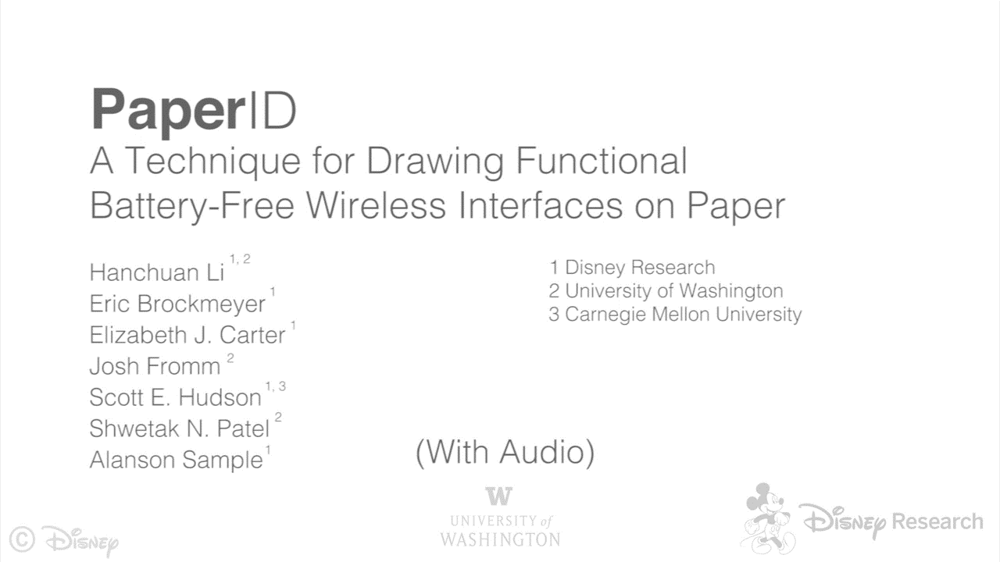 PaperID
A Technique for Drawing Functional
Battery-Free Wireless Interfaces on Paper
Hanchuan Li 1, 2
Eric Brockmeyer 1
Elizabeth J. Carter 1
Josh Fromm 2
Scott E. Hudson 1, 3
Shwetak N. Patel 2
Alanson Sample 1
1 Disney Research
2 University of Washington
3 Carnegie Mellon University
(With Audio)
W
UNIVERSITY of
WASHINGTON
© Disney
Disney Research